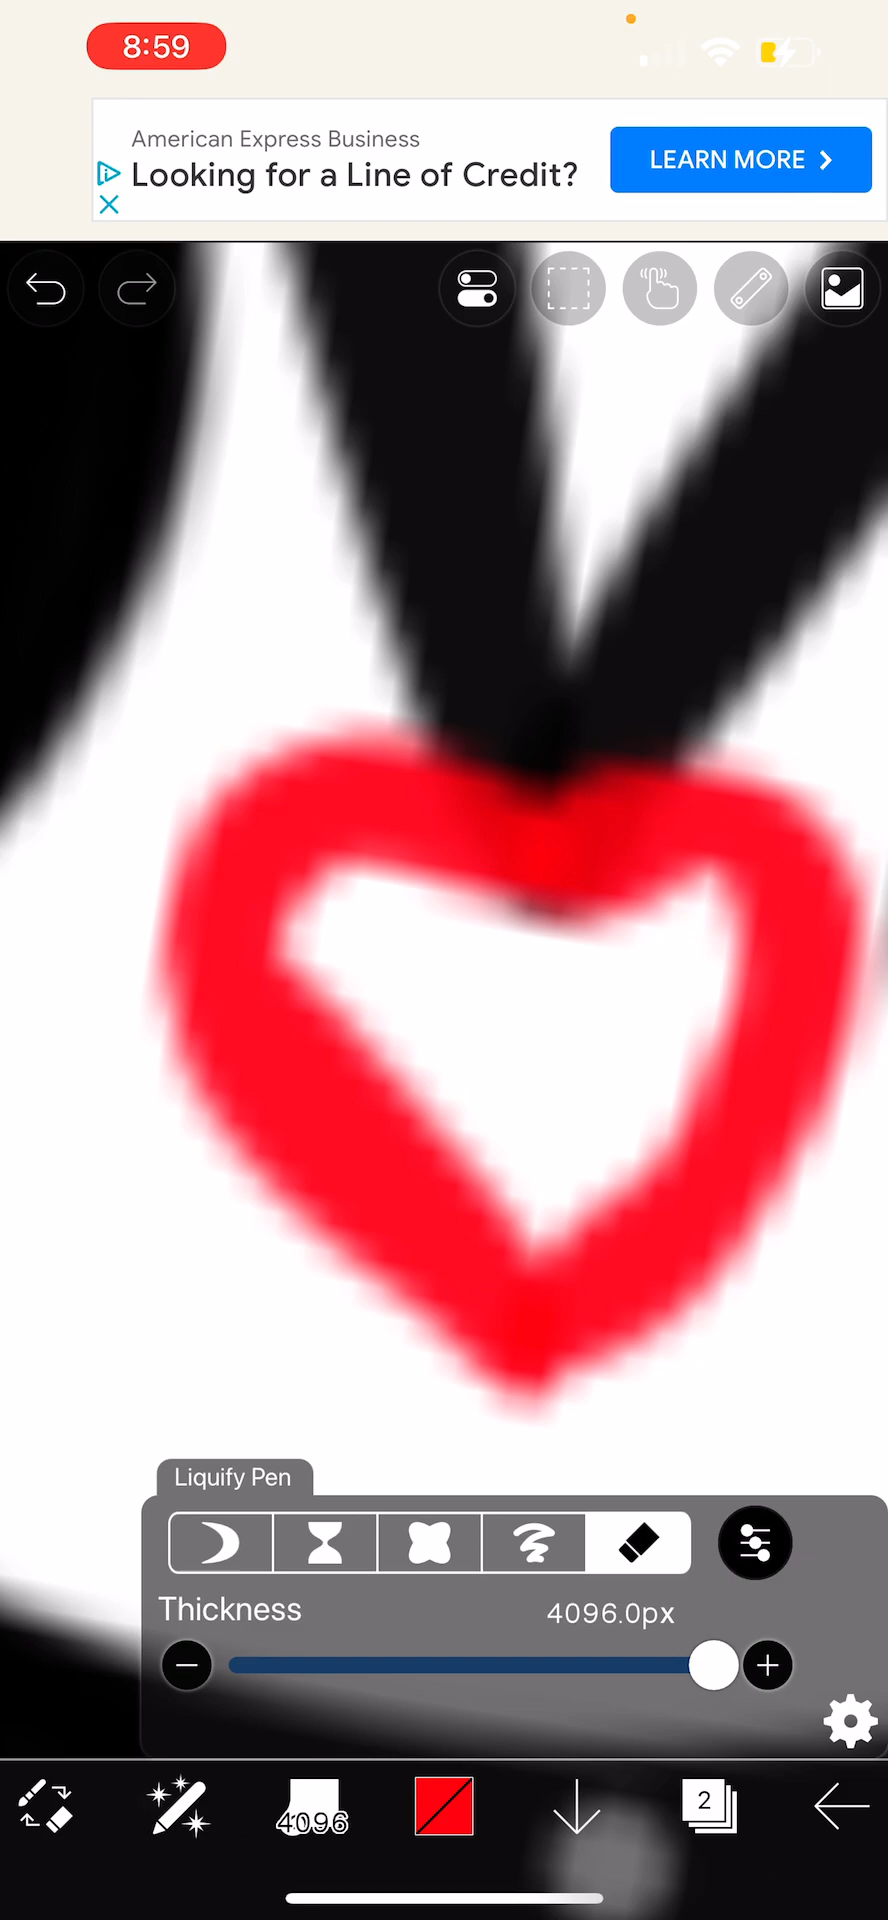 8:59
American Express Business
Looking for a Line of Credit?
LEARN MORE
Liquify Pen
Thickness
4096.0px
4096
2